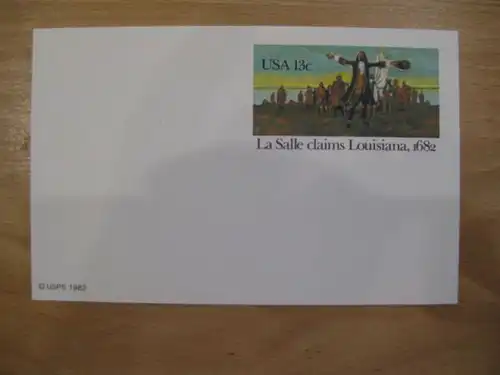 USA 13c
La Salle claims Louisiana, 1682
© USPS 1982